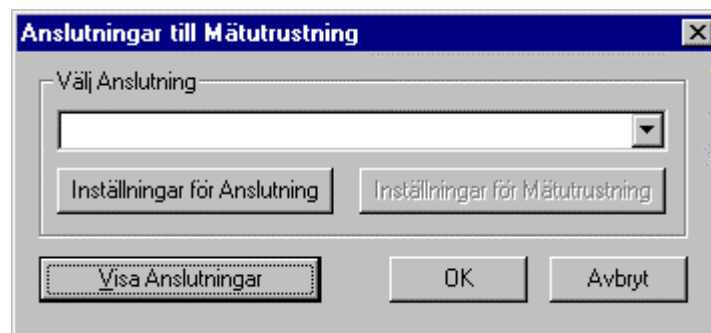 Anslutningar till Mätutrustning
Välj Anslutning
Inställningar för Anslutning Inställningar för Mätutrustning
Visa Anslutningar OK Avbryt